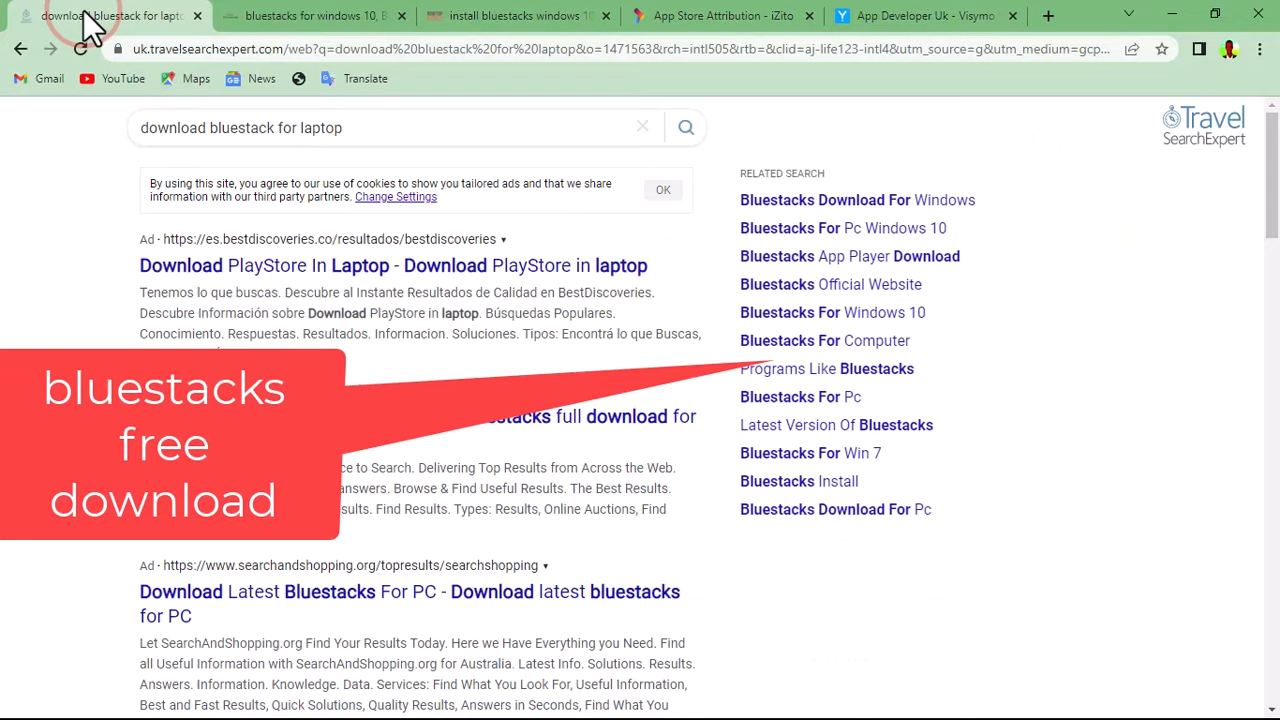 download bluestack for lapto
bluestacks for windows 10, B
install bluestacks windows 10
App Store Attribution - iZito
App Developer Uk - Visymo
uk.travelsearchexpert.com/web?q=download%20bluestack%20for%20laptop&o=1471563&rch=intl505&rtb=&clid=aj-life123-intl4&utm_source=g&utm_medium=gcp...
Gmail
YouTube
Maps
News
Translate
download bluestack for laptop
Travel
SearchExpert
By using this site, you agree to our use of cookies to show you tailored ads and that we share
information with our third party partners. Change Settings
OK
Ad · https://es.bestdiscoveries.co/resultados/bestdiscoveries
Download PlayStore In Laptop - Download PlayStore in laptop
Tenemos lo que buscas. Descubre al Instante Resultados de Calidad en BestDiscoveries.
Descubre Información sobre Download PlayStore in laptop. Búsquedas Populares.
Conocimiento. Respuestas. Resultados. Informacion. Soluciones. Tipos: Encontrá lo que Buscas,
bluestacks
free
download
full download for
ce to Search. Delivering Top Results from Across the Web.
nswers. Browse & Find Useful Results. The Best Results.
sults. Find Results. Types: Results, Online Auctions, Find
Ad · https://www.searchandshopping.org/topresults/searchshopping
Download Latest Bluestacks For PC - Download latest bluestacks
for PC
Let SearchAndShopping.org Find Your Results Today. Here we Have Everything you Need. Find
all Useful Information with SearchAndShopping.org for Australia. Latest Info. Solutions. Results.
Answers. Information. Knowledge. Data. Services: Find What You Look For, Useful Information,
Best and Fast Results, Quick Solutions, Quality Results, Answers in Seconds, Find What You
RELATED SEARCH
Bluestacks Download For Windows
Bluestacks For Pc Windows 10
Bluestacks App Player Download
Bluestacks Official Website
Bluestacks For Windows 10
Bluestacks For Computer
Programs Like Bluestacks
Bluestacks For Pc
Latest Version Of Bluestacks
Bluestacks For Win 7
Bluestacks Install
Bluestacks Download For Pc